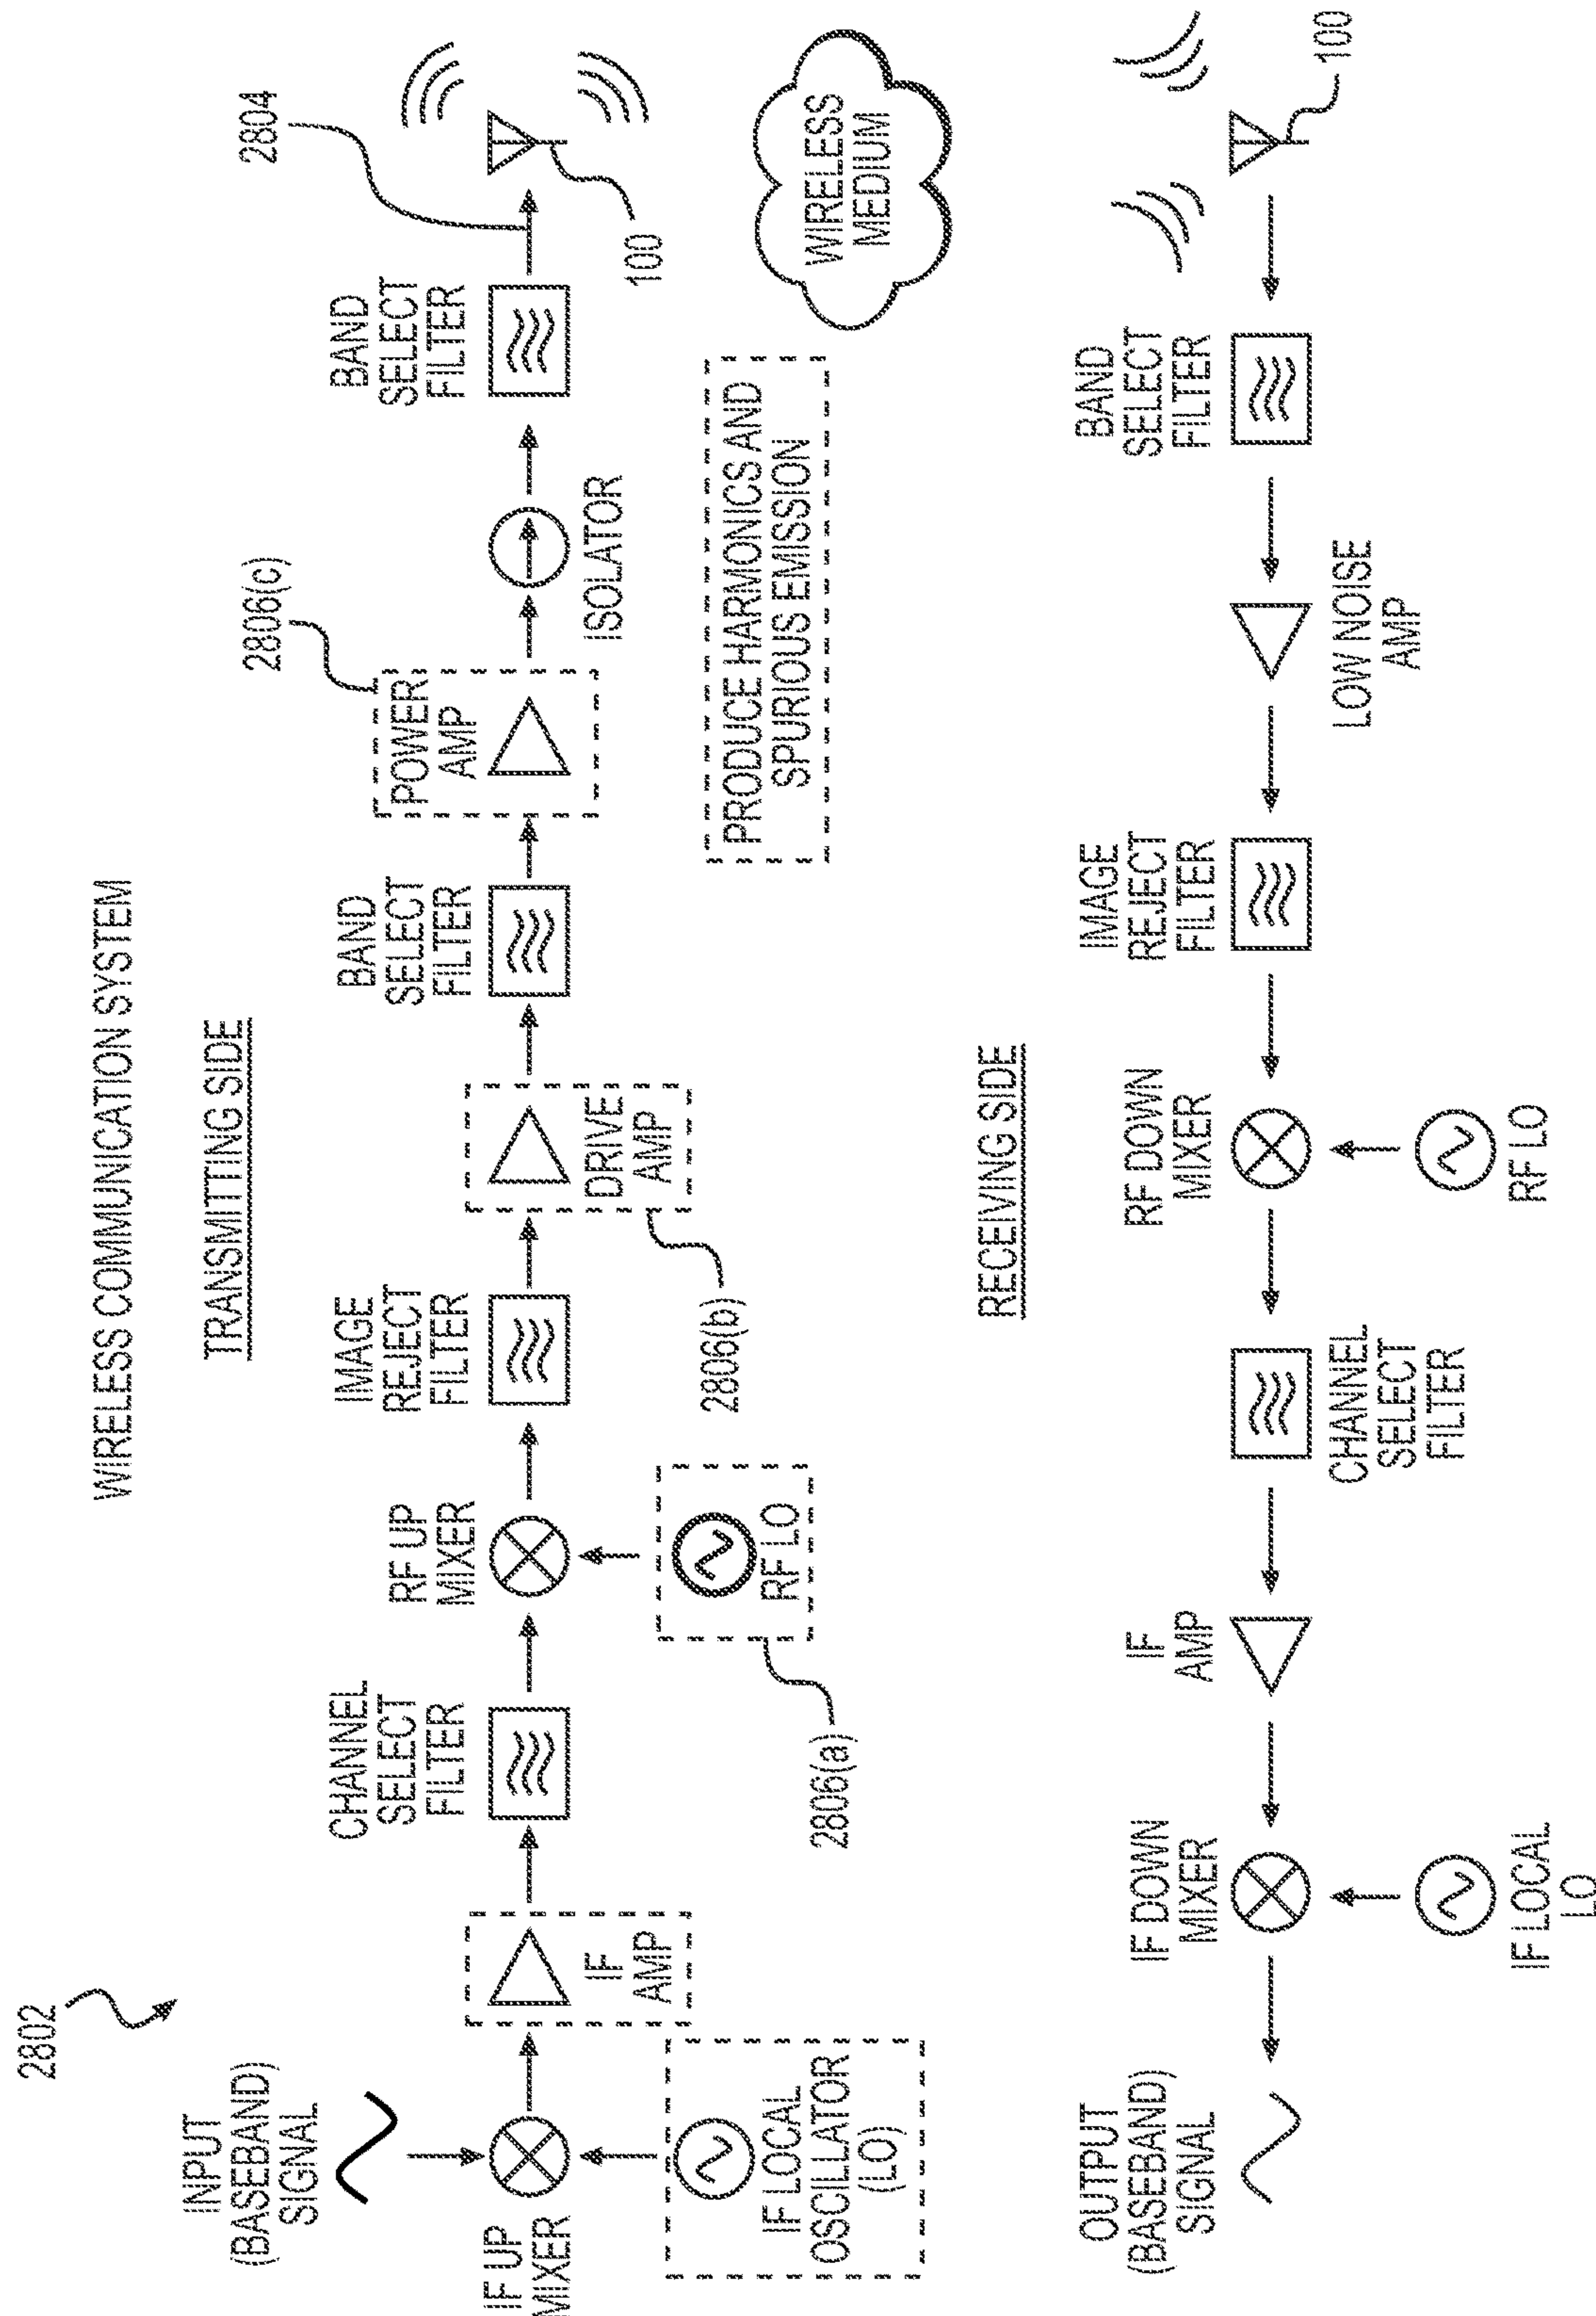 WIRELESS COMMUNICATION SYSTEM
2802
TRANSMITTING SIDE
INPUT
(BASEBAND)
SIGNAL
IF UP
MIXER
IF LOCAL
OSCILLATOR
(LO)
IF
AMP
CHANNEL
SELECT
FILTER
RF UP
MIXER
RF LO
2806(a)
IMAGE
REJECT
FILTER
DRIVE
AMP
2806(b)
BAND
SELECT
FILTER
POWER
AMP
2806(c)
ISOLATOR
BAND
SELECT
FILTER
2804
100
PRODUCE HARMONICS AND
SPURIOUS EMISSION
WIRELESS
MEDIUM
RECEIVING SIDE
OUTPUT
(BASEBAND)
SIGNAL
IF DOWN
MIXER
IF LOCAL
LO
IF
AMP
CHANNEL
SELECT
FILTER
RF DOWN
MIXER
RF LO
IMAGE
REJECT
FILTER
LOW NOISE
AMP
BAND
SELECT
FILTER
100